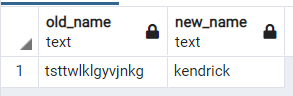 old_name new_name
text text
1 tsttwlklgyvjnkg kendrick